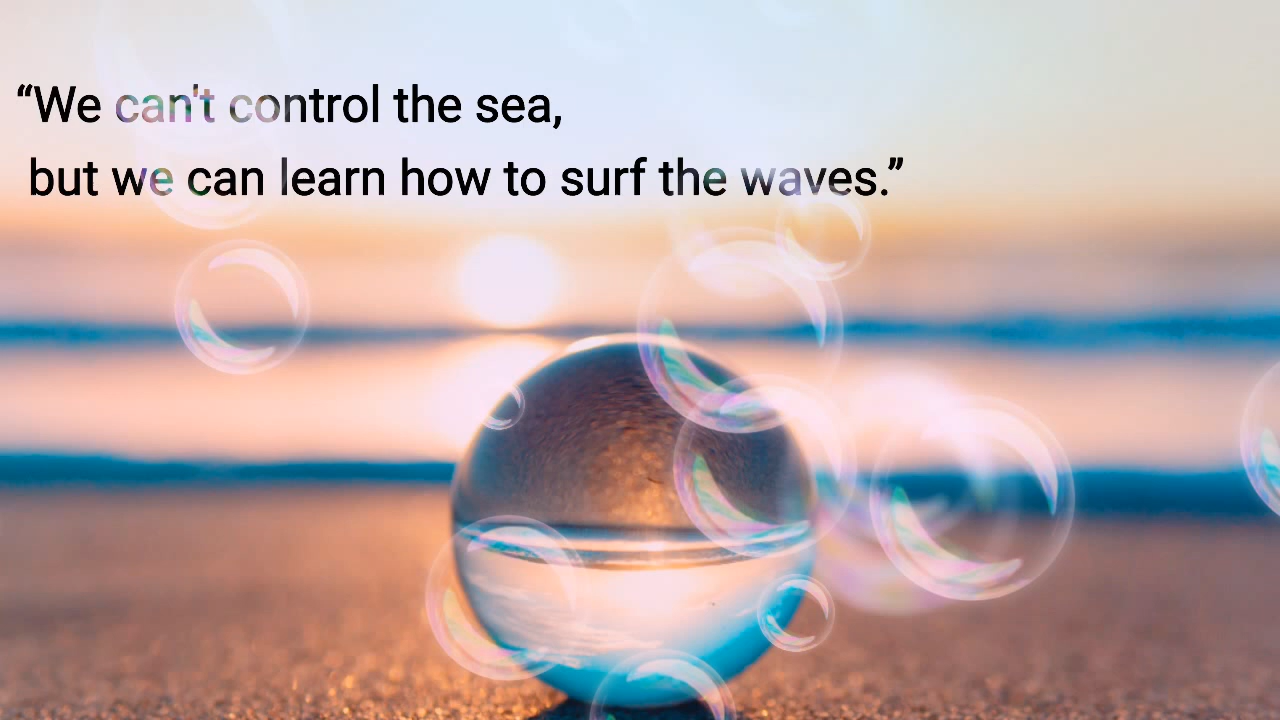 “We can't control the sea,
but we can learn how to surf the waves.”